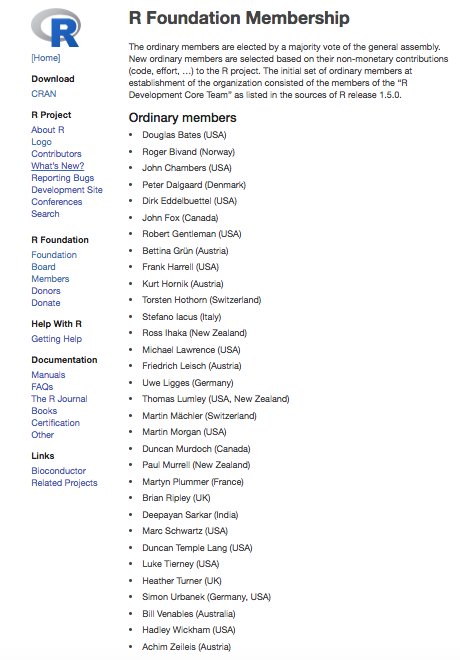 R
[Home]
Download
CRAN
R Project
About R
Logo
Contributors
What's New?
Reporting Bugs
Development Site
Conferences
Search
R Foundation
Foundation
Board
Members
Donors
Donate
Help With R
Getting Help
Documentation
Manuals
FAQs
The R Journal
Books
Certification
Other
Links
Bioconductor
Related Projects
R Foundation Membership
The ordinary members are elected by a majority vote of the general assembly.
New ordinary members are selected based on their non-monetary contributions
(code, effort, …) to the R project. The initial set of ordinary members at
establishment of the organization consisted of the members of the “R
Development Core Team” as listed in the sources of R release 1.5.0.
Ordinary members
• Douglas Bates (USA)
• Roger Bivand (Norway)
• John Chambers (USA)
• Peter Dalgaard (Denmark)
• Dirk Eddelbuettel (USA)
• John Fox (Canada)
• Robert Gentleman (USA)
• Bettina Grün (Austria)
• Frank Harrell (USA)
• Kurt Hornik (Austria)
• Torsten Hothorn (Switzerland)
• Stefano Iacus (Italy)
• Ross Ihaka (New Zealand)
• Michael Lawrence (USA)
• Friedrich Leisch (Austria)
• Uwe Ligges (Germany)
• Thomas Lumley (USA, New Zealand)
• Martin Mächler (Switzerland)
• Martin Morgan (USA)
• Duncan Murdoch (Canada)
• Paul Murrell (New Zealand)
• Martyn Plummer (France)
• Brian Ripley (UK)
• Deepayan Sarkar (India)
• Marc Schwartz (USA)
• Duncan Temple Lang (USA)
• Luke Tierney (USA)
• Heather Turner (UK)
• Simon Urbanek (Germany, USA)
• Bill Venables (Australia)
• Hadley Wickham (USA)
• Achim Zeileis (Austria)